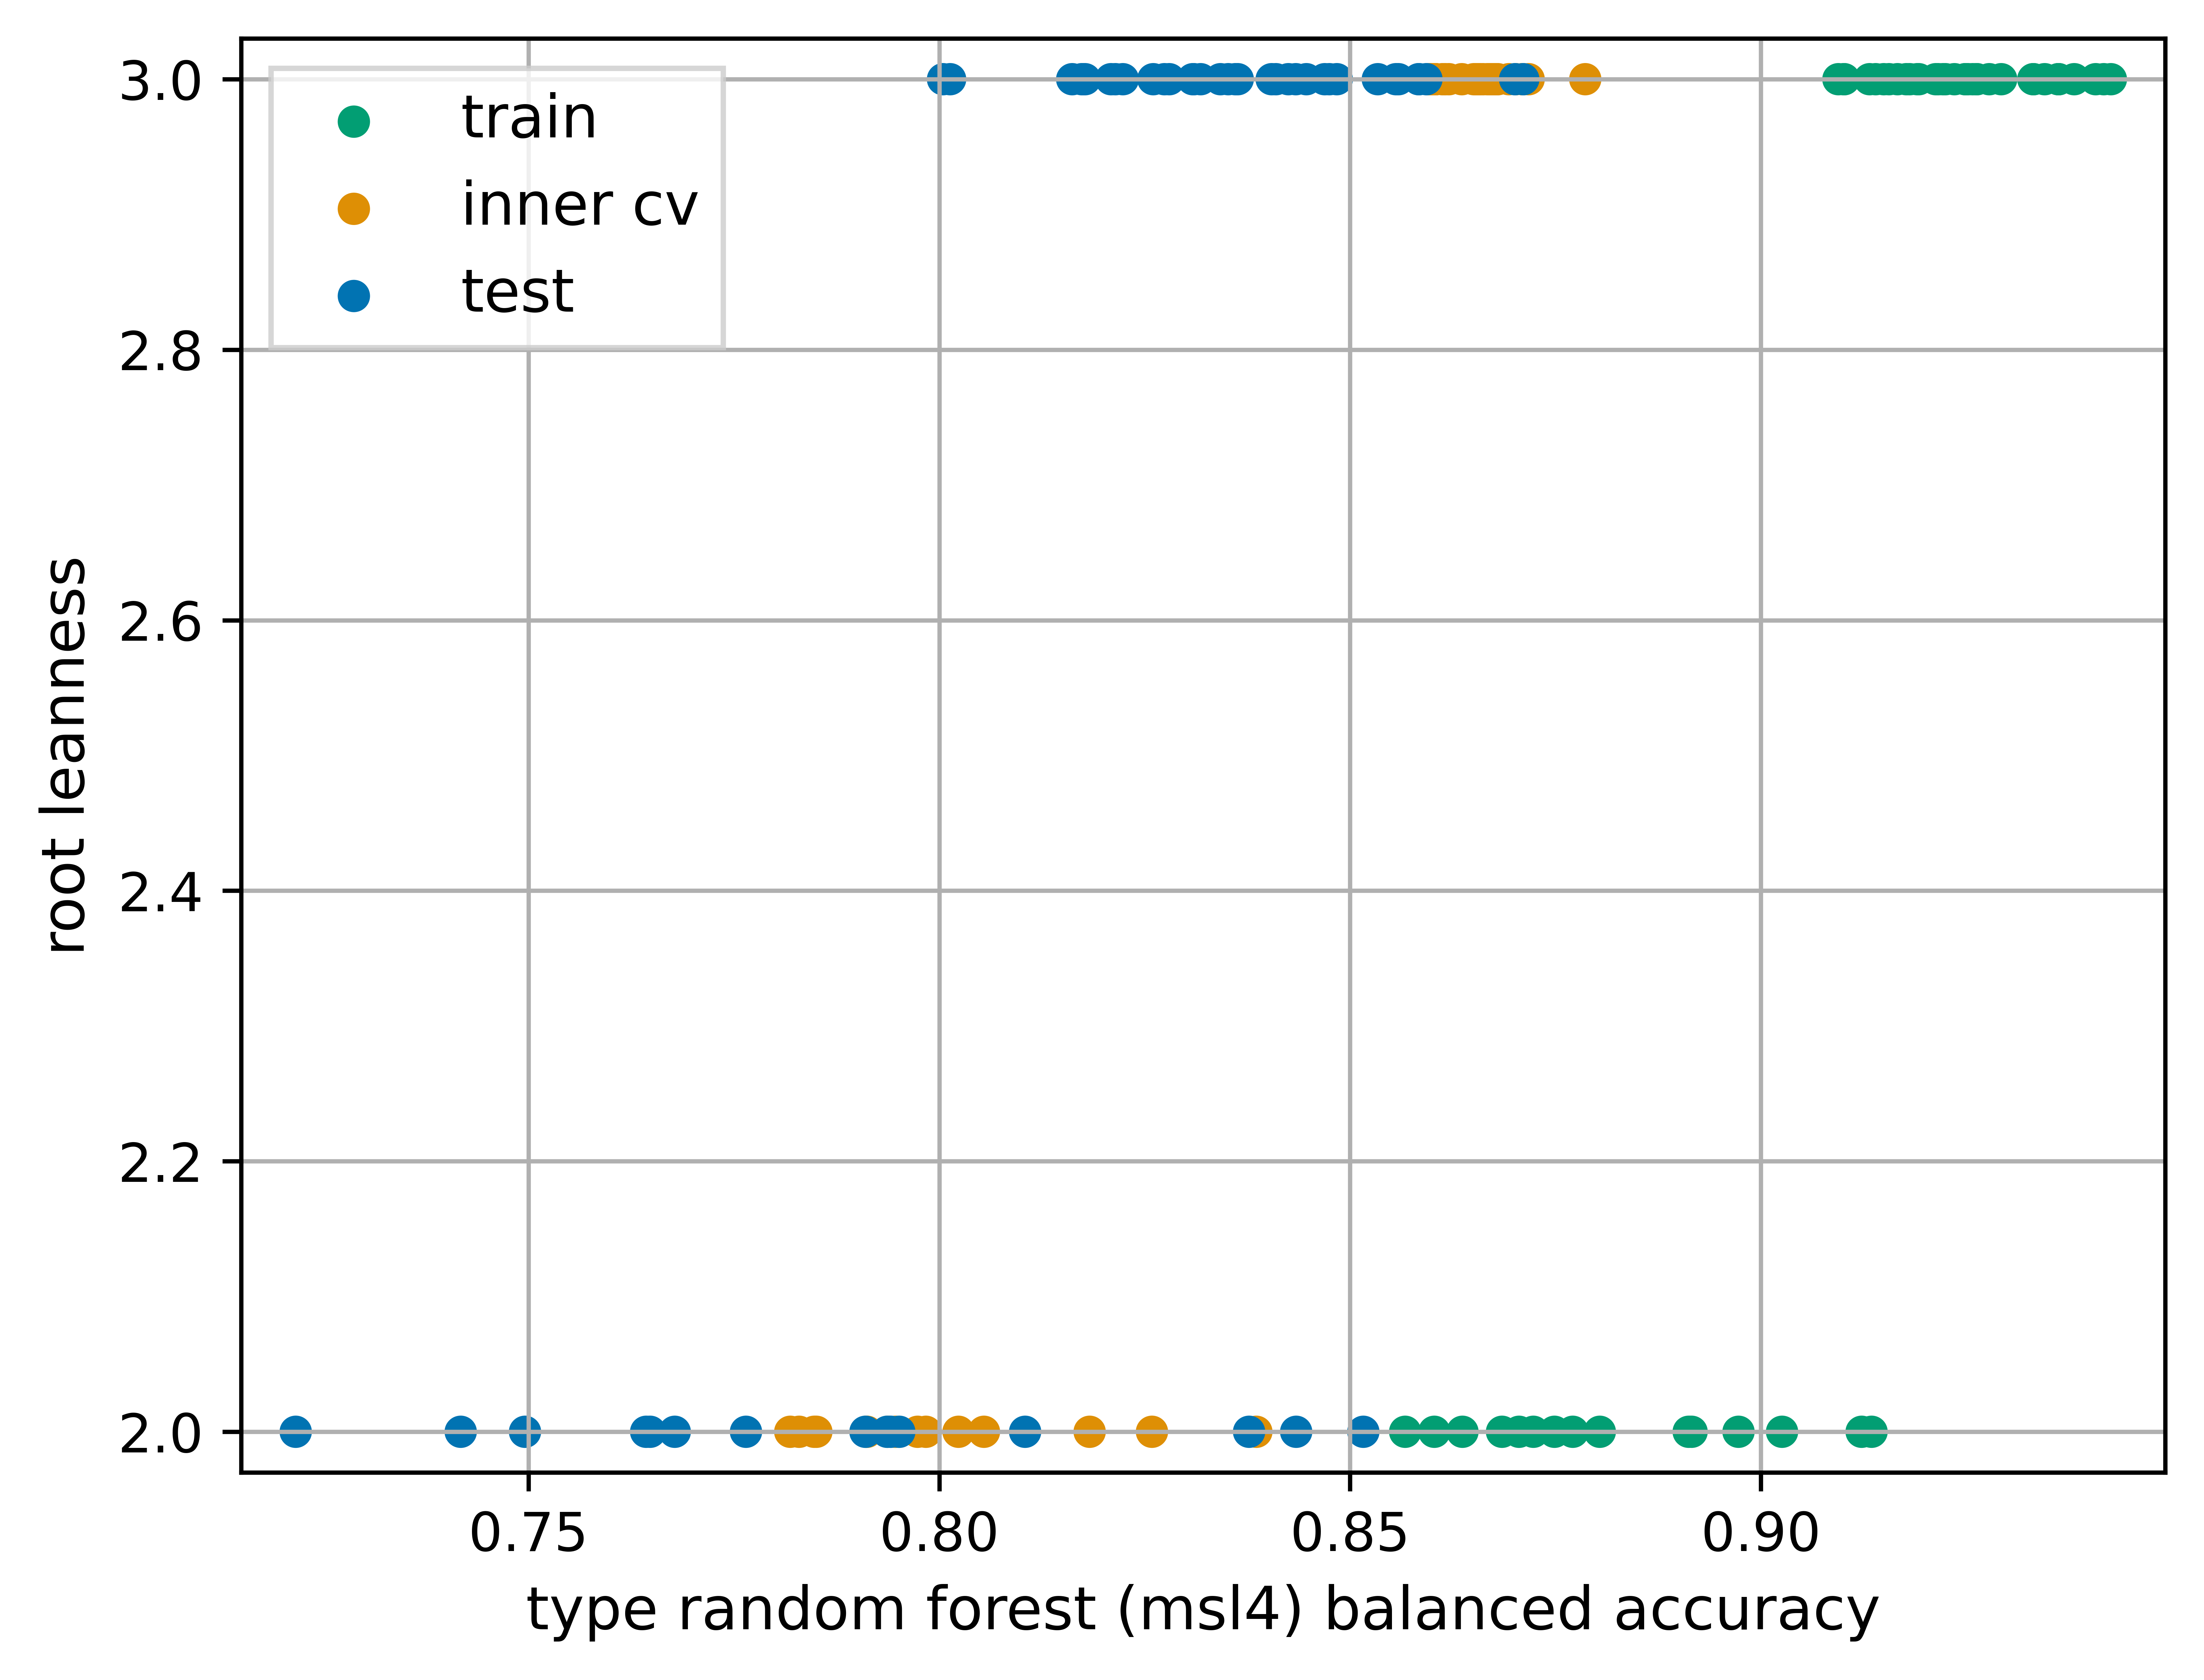 3.0
2.8
2.6
2.4
2.2
2.0
root leanness
train
inner cv
test
0.75 0.80 0.85 0.90
type random forest (msl4) balanced accuracy